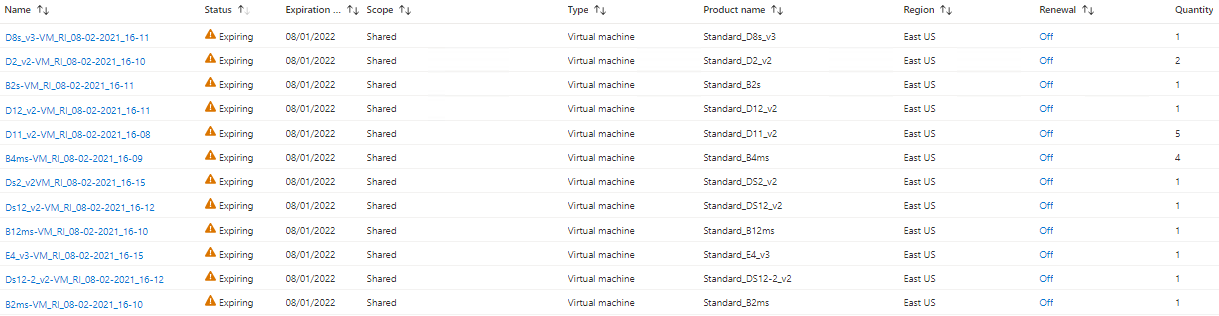 Name Status Expiration ... Scope Type Product name Region Renewal Quantity
D8s_v3-VM_RI_08-02-2021_16-11 Expiring 08/01/2022 Shared Virtual machine Standard_D8s_v3 East US Off 1
D2_v2-VM_RI_08-02-2021_16-10 Expiring 08/01/2022 Shared Virtual machine Standard_D2_v2 East US Off 2
B2s-VM_RI_08-02-2021_16-11 Expiring 08/01/2022 Shared Virtual machine Standard_B2s East US Off 1
D12_v2-VM_RI_08-02-2021_16-11 Expiring 08/01/2022 Shared Virtual machine Standard_D12_v2 East US Off 1
D11_v2-VM_RI_08-02-2021_16-08 Expiring 08/01/2022 Shared Virtual machine Standard_D11_v2 East US Off 5
B4ms-VM_RI_08-02-2021_16-09 Expiring 08/01/2022 Shared Virtual machine Standard_B4ms East US Off 4
Ds2_v2VM_RI_08-02-2021_16-15 Expiring 08/01/2022 Shared Virtual machine Standard_DS2_v2 East US Off 1
Ds12_v2-VM_RI_08-02-2021_16-12 Expiring 08/01/2022 Shared Virtual machine Standard_DS12_v2 East US Off 1
B12ms-VM_RI_08-02-2021_16-10 Expiring 08/01/2022 Shared Virtual machine Standard_B12ms East US Off 1
E4_v3-VM_RI_08-02-2021_16-15 Expiring 08/01/2022 Shared Virtual machine Standard_E4_v3 East US Off 1
Ds12-2_v2-VM_RI_08-02-2021_16-12 Expiring 08/01/2022 Shared Virtual machine Standard_DS12-2_v2 East US Off 1
B2ms-VM_RI_08-02-2021_16-10 Expiring 08/01/2022 Shared Virtual machine Standard_B2ms East US Off 1